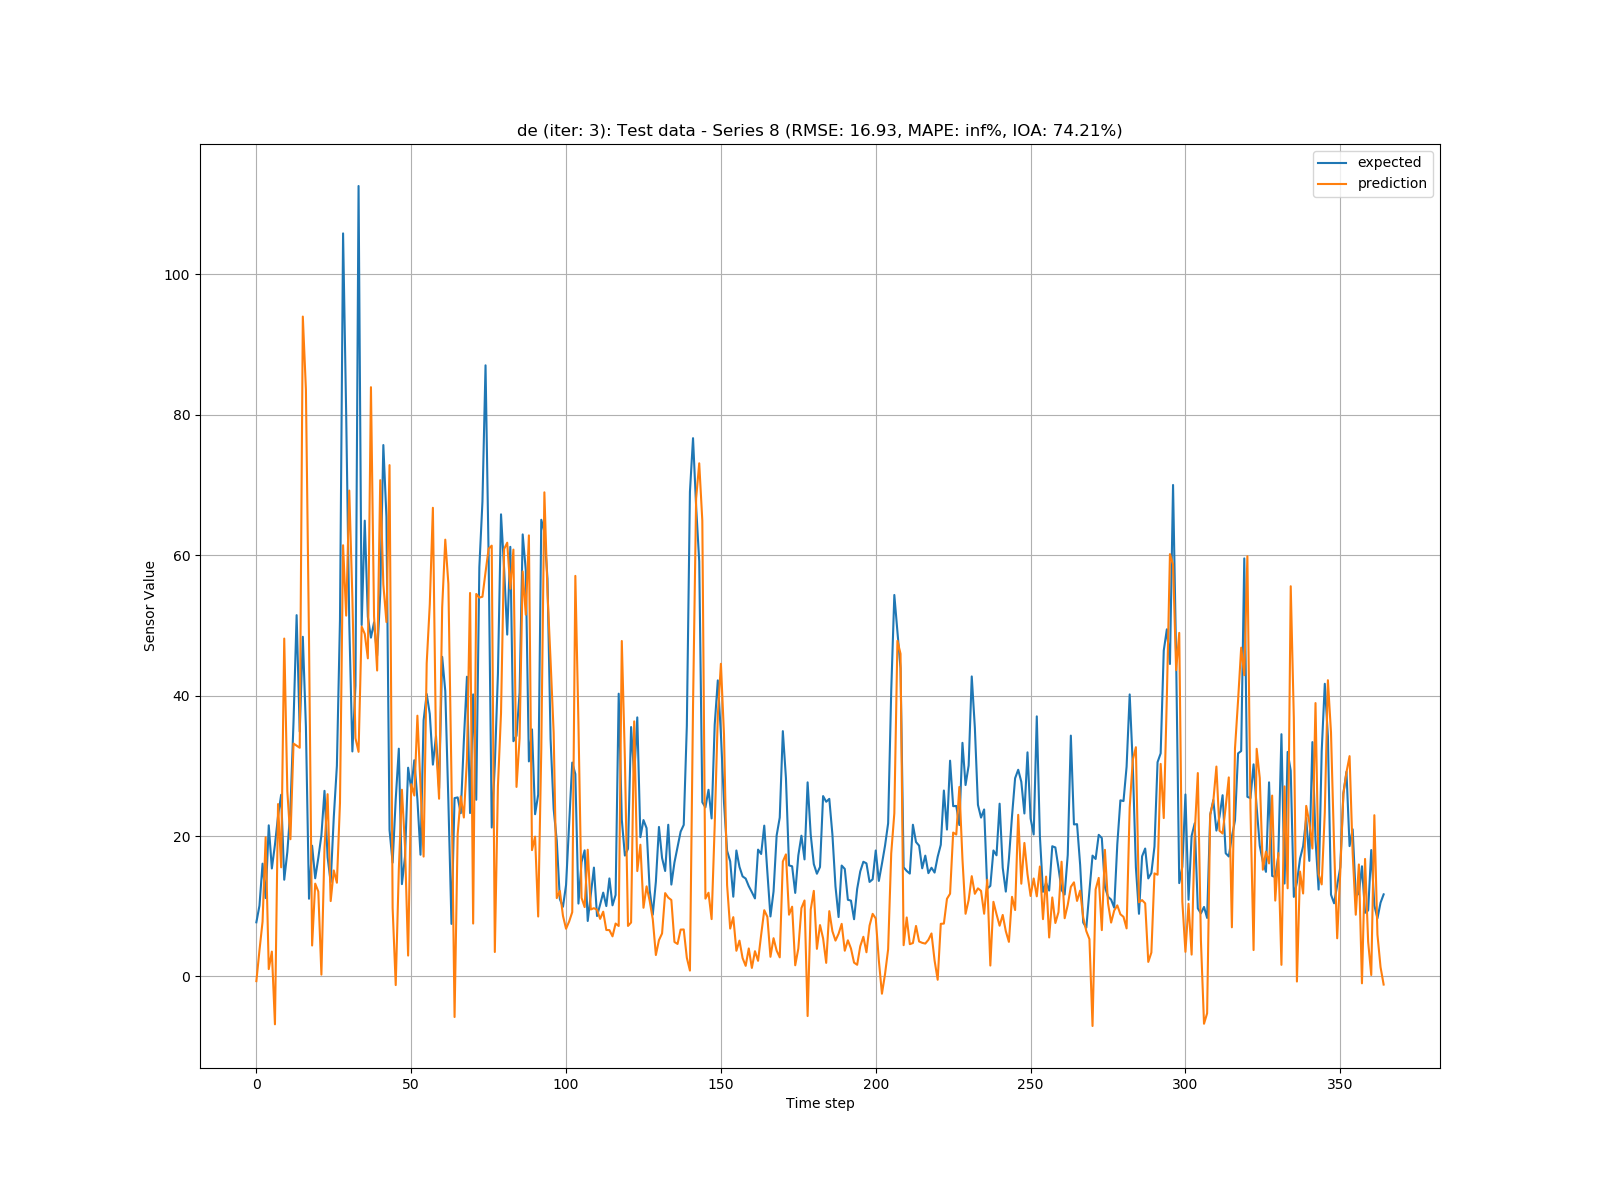 de (iter: 3): Test data - Series 8 (RMSE: 16.93, MAPE: inf%, IOA: 74.21%)
expected
prediction
100
80
60
40
20
0
Sensor Value
0 50 100 150 200 250 300 350
Time step